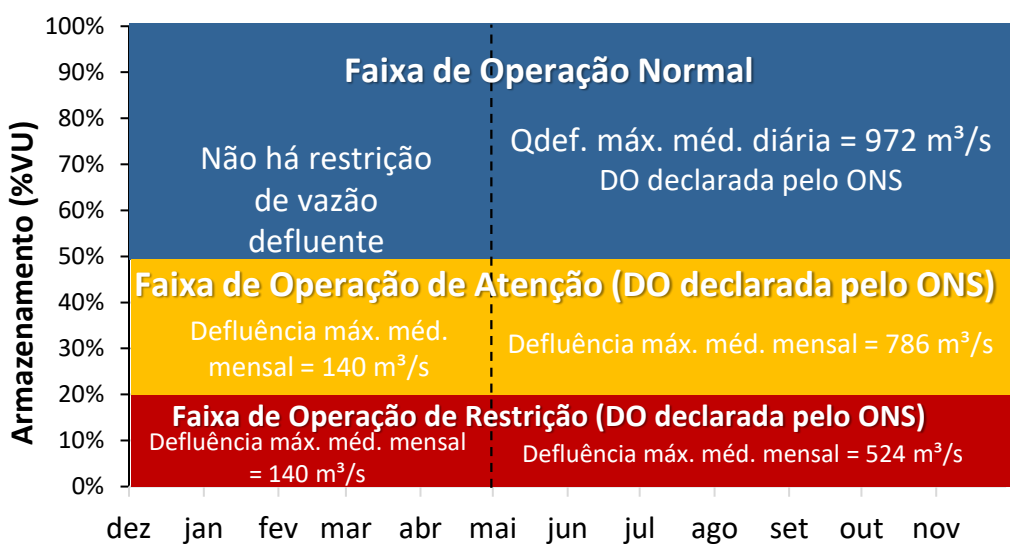 100%
90%
80%
70%
60%
50%
40%
30%
20%
10%
0%
Armazenamento (%VU)
Faixa de Operação Normal
Não há restrição
de vazão
defluente
Qdef. máx. méd. diária = 972 m³/s
DO declarada pelo ONS
Faixa de Operação de Atenção (DO declarada pelo ONS)
Defluência máx. méd.
mensal = 140 m³/s
Defluência máx. méd. mensal = 786 m³/s
Faixa de Operação de Restrição (DO declarada pelo ONS)
Defluência máx. méd. mensal
= 140 m³/s
Defluência máx. méd. mensal = 524 m³/s
dez jan fev mar abr mai jun jul ago set out nov